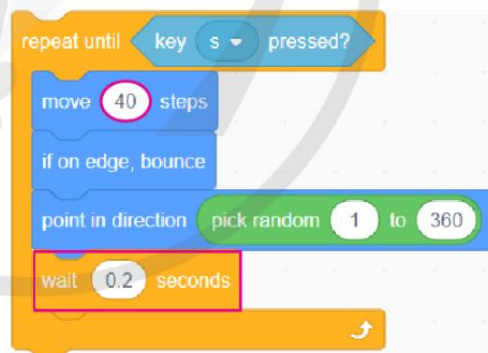 repeat until key s pressed?
move 40 steps
if on edge, bounce
point in direction pick random 1 to 360
wait 0.2 seconds